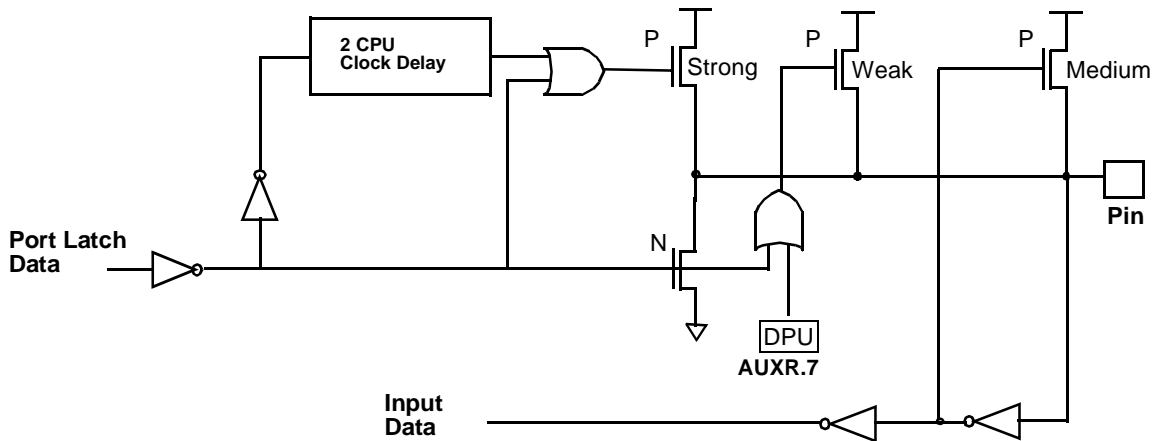 2 CPU
Clock Delay
P
Strong
P
Weak
P
Medium
Pin
Port Latch
Data
N
DPU
AUXR.7
Input
Data